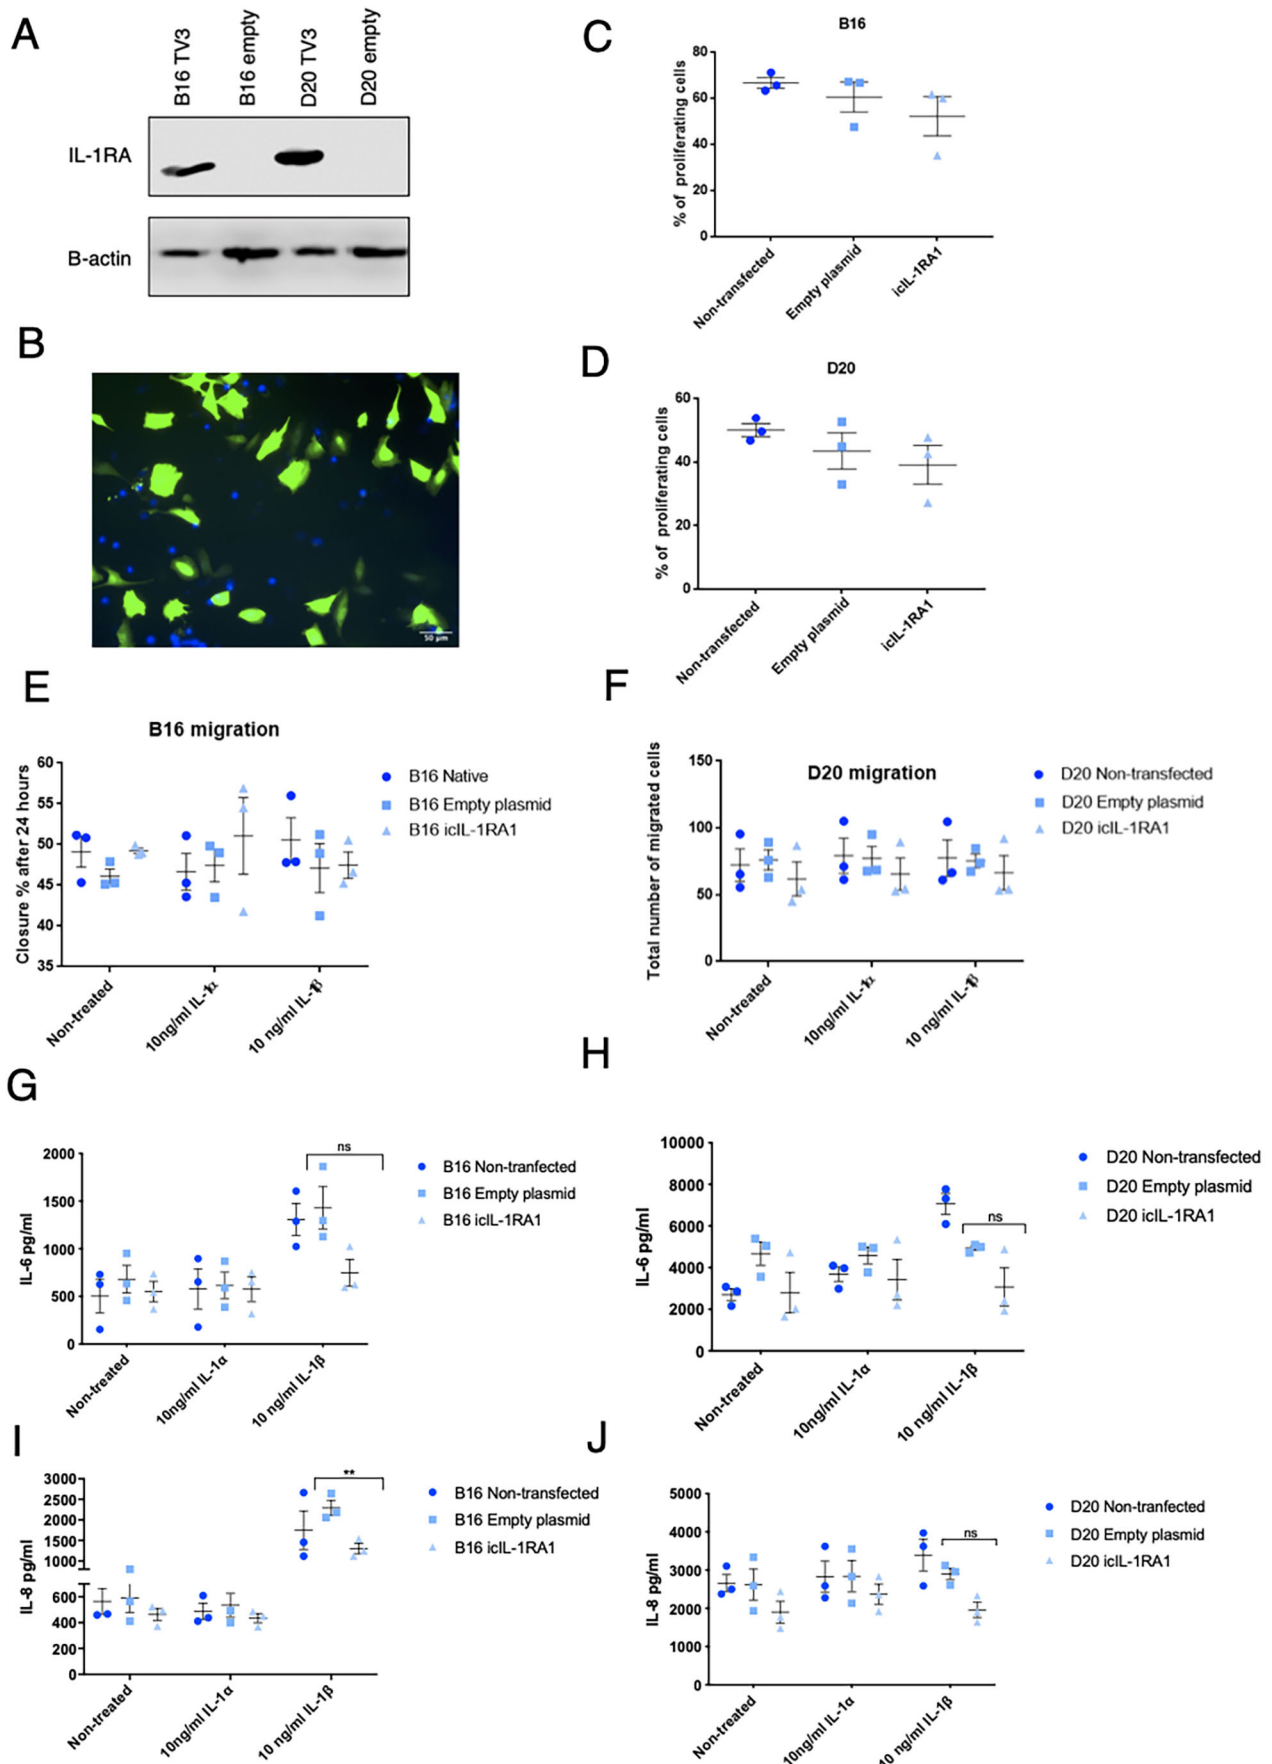 A
B16 TV3
B16 empty
D20 TV3
D20 empty
IL-1RA
B-actin
B
50 µm
C
B16
% of proliferating cells
80
60
40
20
0
Non-transfected
Empty plasmid
icIL-1RA1
D
D20
% of proliferating cells
60
40
20
0
Non-transfected
Empty plasmid
icIL-1RA1
E
B16 migration
Closure % after 24 hours
60
55
50
45
40
35
Non-treated
10ng/ml IL-1α
10 ng/ml IL-1β
B16 Native
B16 Empty plasmid
B16 icIL-1RA1
F
D20 migration
Total number of migrated cells
150
100
50
0
Non-treated
10ng/ml IL-1α
10 ng/ml IL-1β
D20 Non-transfected
D20 Empty plasmid
D20 icIL-1RA1
G
IL-6 pg/ml
2000
1500
1000
500
0
ns
Non-treated
10ng/ml IL-1α
10 ng/ml IL-1β
B16 Non-tranfected
B16 Empty plasmid
B16 icIL-1RA1
H
IL-6 pg/ml
10000
8000
6000
4000
2000
0
ns
Non-treated
10ng/ml IL-1α
10 ng/ml IL-1β
D20 Non-transfected
D20 Empty plasmid
D20 icIL-1RA1
I
IL-8 pg/ml
3000
2500
2000
1500
1000
600
400
200
0
**
Non-treated
10ng/ml IL-1α
10 ng/ml IL-1β
B16 Non-transfected
B16 Empty plasmid
B16 icIL-1RA1
J
IL-8 pg/ml
5000
4000
3000
2000
1000
0
ns
Non-treated
10ng/ml IL-1α
10 ng/ml IL-1β
D20 Non-tranfected
D20 Empty plasmid
D20 icIL-1RA1